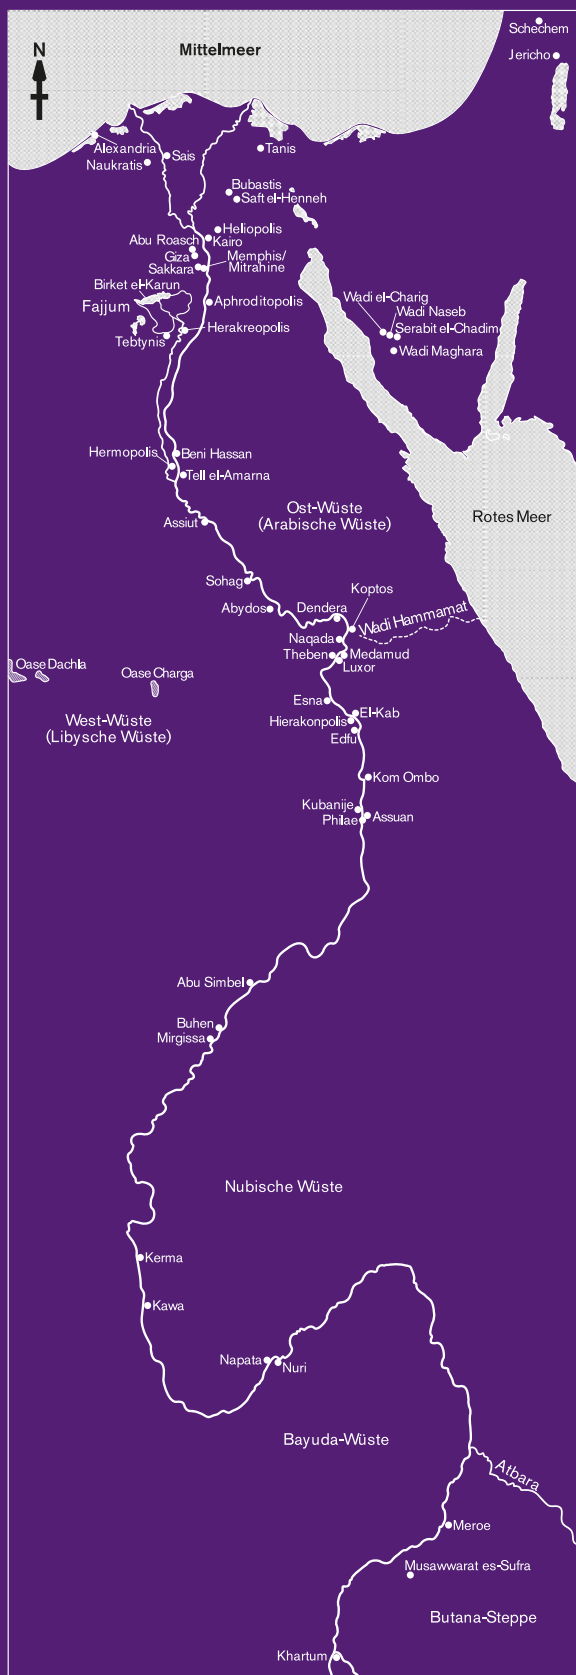 Schechem
Mittelmeer
N
Jericho
Alexandria
Sais
Tanis
Naukratis
Bubastis
Saft el-Henneh
Heliopolis
Abu Roasch
Kairo
Giza
Memphis/
Mitrahine
Sakkara
Birket el-Karun
Wadi el-Charig
Wadi Naseb
Fajjum
Aphroditopolis
Serabit el-Chadim
Herakreopolis
Tebtynis
Wadi Maghara
Hermopolis
Beni Hassan
Tell el-Amarna
Ost-Wüste
(Arabische Wüste)
Rotes Meer
Assiut
Sohag
Koptos
Abydos
Dendera
Wadi Hammamat
Naqada
Theben
Medamud
Luxor
Oase Dachla
Oase Charga
Esna
El-Kab
West-Wüste
(Libysche Wüste)
Hierakonpolis
Edfu
Kom Ombo
Kubanije
Assuan
Philae
Abu Simbel
Buhen
Mirgissa
Nubische Wüste
Kerma
Kawa
Napata
Nuri
Bayuda-Wüste
Atbara
Meroe
Musawwarat es-Sufra
Butana-Steppe
Khartum